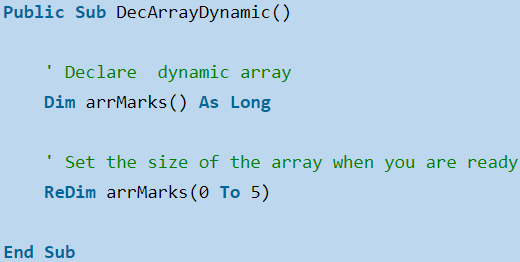 Public Sub DecArrayDynamic()
' Declare  dynamic array
Dim arrMarks() As Long
' Set the size of the array when you are ready
ReDim arrMarks(0 To 5)
End Sub